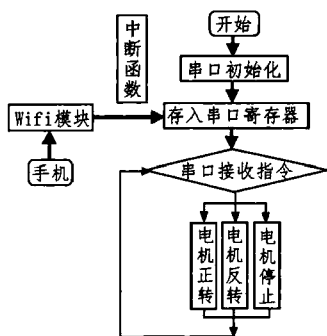 开始
中断函数
串口初始化
Wifi模块
存入串口寄存器
手机
串口接收指令
电机正转
电机反转
电机停止